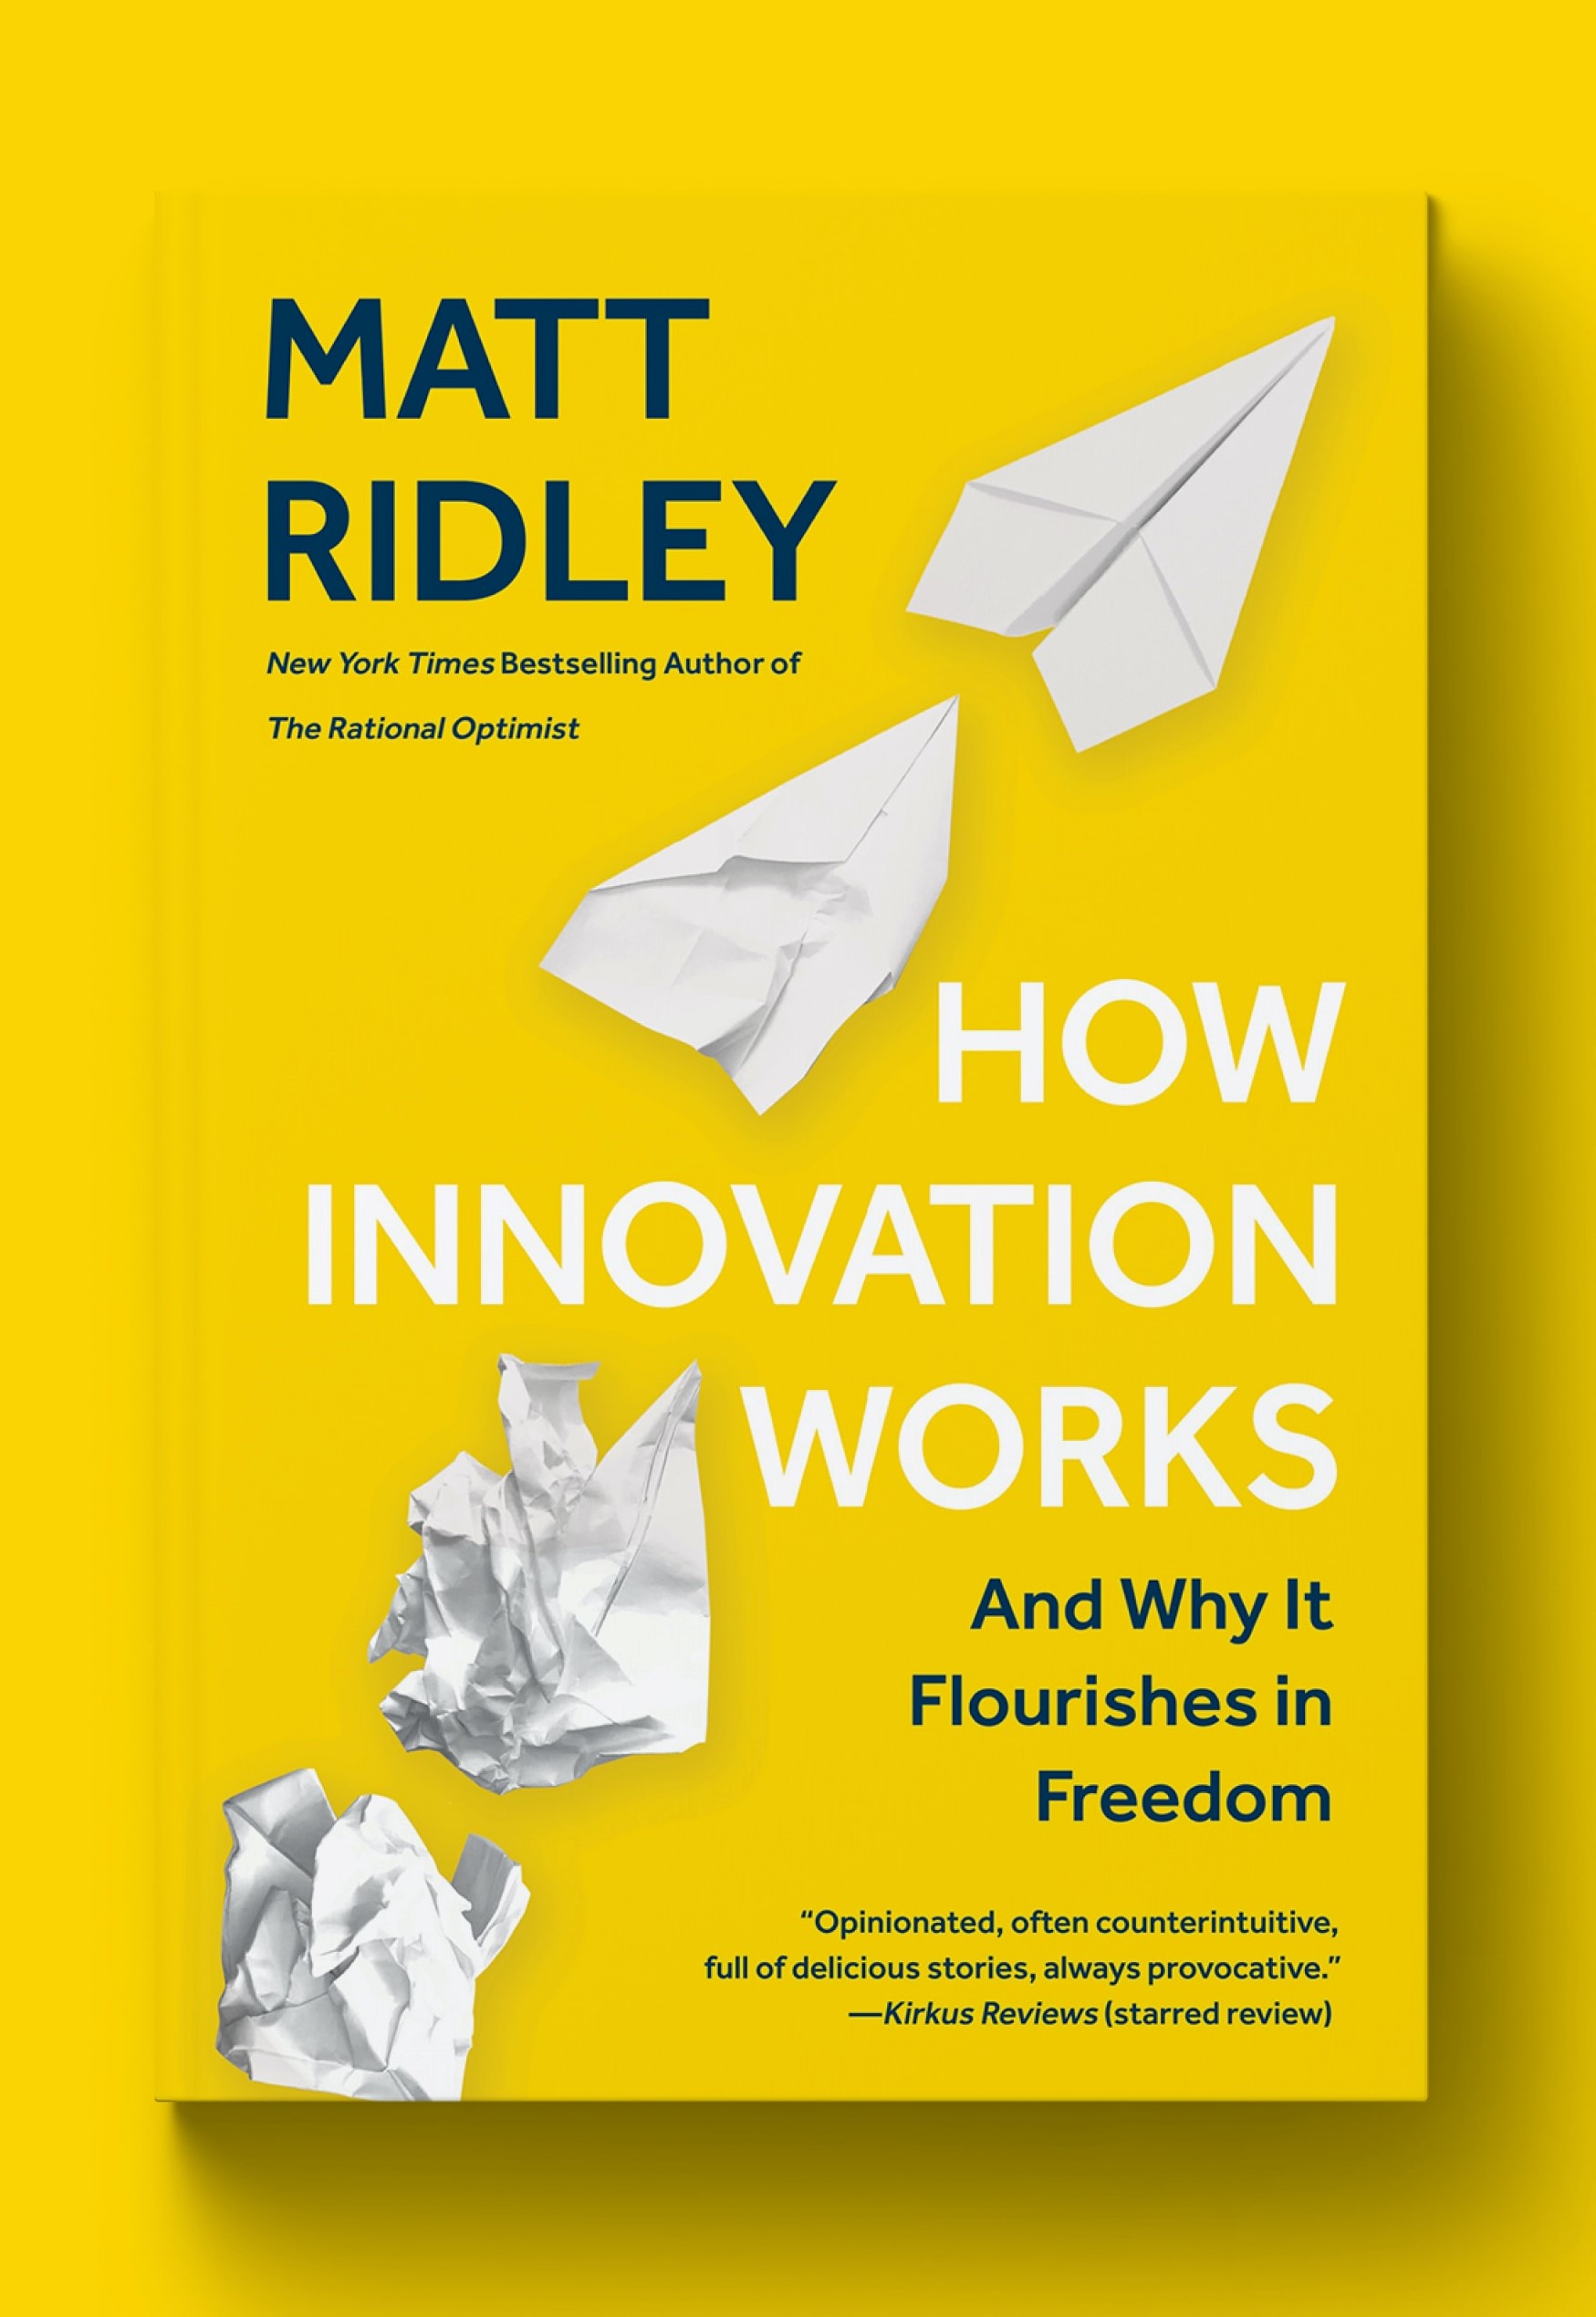 MATT
RIDLEY
New York Times Bestselling Author of
The Rational Optimist
HOW
INNOVATION
WORKS
And Why It
Flourishes in
Freedom
“Opinionated, often counterintuitive,
full of delicious stories, always provocative.”
—Kirkus Reviews (starred review)